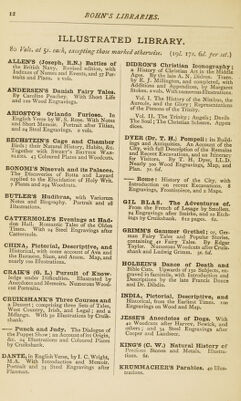 12 BOHN'S LIBRARIES.
ILLUSTRATED LIBRARY.
80 Vols. at 5s. each, excepting those marked otherwise. (19l. 17s. 6d. per set.)
ALLEN'S (Joseph, R.N.) Battles of
the British Navy. Revised edition, with
Indexes of Names and Events, and 57 Portraits and Plans. 2 vols.
ANDERSEN'S Danish Fairy Tales.
By Caroline Peachey. With Short Life
and 120 Wood Engravings.
ARIOSTO'S Orlando Furioso. In
English Verse by W. S. Rose. With Notes
and Short Memoir. Portrait after Titian,
and 24 Steel Engravings. 2 vols.
BECHSTEIN'S Cage and Chamber
Birds: their Natural History, Habits, &c.
Together with Sweet's British Warblers. 43 Coloured Plates and Woodcuts.
BONOMI'S Nineveh and its Palaces.
The Discoveries of Botta and Layard
applied to the Elucidation of Holy Writ.
7 Plates and 294 Woodcuts.
BUTLER'S Hudibras, with Variorum
Notes and Biography. Portrait and 28
Illustrations.
CATTERMOLE'S Evenings at Haddon Hall. Romantic Tales of the Olden
Times. With 24 Steel Engravings after
Cattermole.
CHINA, Pictorial, Descriptive, and
Historical, with some account of Ava and
the Burmese, Siam, and Anam. Map, and
nearly 100 Illustrations.
CRAIK'S (G. L.) Pursuit of Knowledge under Difficulties. Illustrated by
Anecdotes and Memoirs. Numerous Woodcut Portraits.
CRUIKSHANK'S Three Courses and
a Dessert; comprising three Sets of Tales,
West Country, Irish, and Legal; and a
Mélange. With 50 Illustrations by Cruikshank.
—— Punch and Judy. The Dialogue of
the Puppet Show; an Account of its Origin,
&c. 24 Illustrations and Coloured Plates
by Cruikshank.
DANTE, in English Verse, by I. C. Wright,
M.A. With Introduction and Memoir.
Portrait and 34 Steel Engravings after
Flaxman.
DIDRON'S Christian Iconography;
a History of Christian Art in the Middle
Ages. By the late A. N. Didron. Trans.
by E. J. Millington, and completed, with
Additions and Appendices, by Margaret
Stokes. 2 vols. With numerous Illustrations.
Vol. I. The History of the Nimbus, the
Aureole, and the Glory; Representations
of the Persons of the Trinity.
Vol. II. The Trinity; Angels; Devils;
The Soul; The Christian Scheme. Appendices.
DYER (Dr. T. H.) Pompeii: its Buildings and Antiquities. An Account of the
City, with full Description of the Remains
and Recent Excavations, and an Itinerary
for Visitors. By T. H. Dyer, LL.D.
Nearly 300 Wood Engravings, Map, and
Plan. 7s. 6d.
—— Rome: History of the City, with
Introduction on recent Excavations. 8
Engravings, Frontispiece, and 2 Maps.
GIL BLAS, The Adventures of.
From the French of Lesage by Smollett.
24 Engravings after Smirke, and 10 Etchings by Cruikshank. 612 pages. 6s.
GRIMM'S Gammer Grethel; or, German Fairy Tales and Popular Stories,
containing 42 Fairy Tales. By Edgar
Taylor. Numerous Woodcuts after Cruikshank and Ludwig Grimm. 3s. 6d.
HOLBEIN'S Dance of Death and
Bible Cuts. Upwards of 150 Subjects, engraved in facsimile, with Introduction and
Descriptions by the late Francis Douce
and Dr. Dibdin.
INDIA, Pictorial, Descriptive, and
Historical, from the Earliest Times. 100
Engravings on Wood and Map.
JESSE'S Anecdotes of Dogs. With
40 Woodcuts after Harvey, Bewick, and
others; and 34 Steel Engravings after
Cooper and Landseer.
KING'S (C. W.) Natural History of
Precious Stones and Metals. Illustrations. 6s.
KRUMMACHER'S Parables. 40 Illustrations.